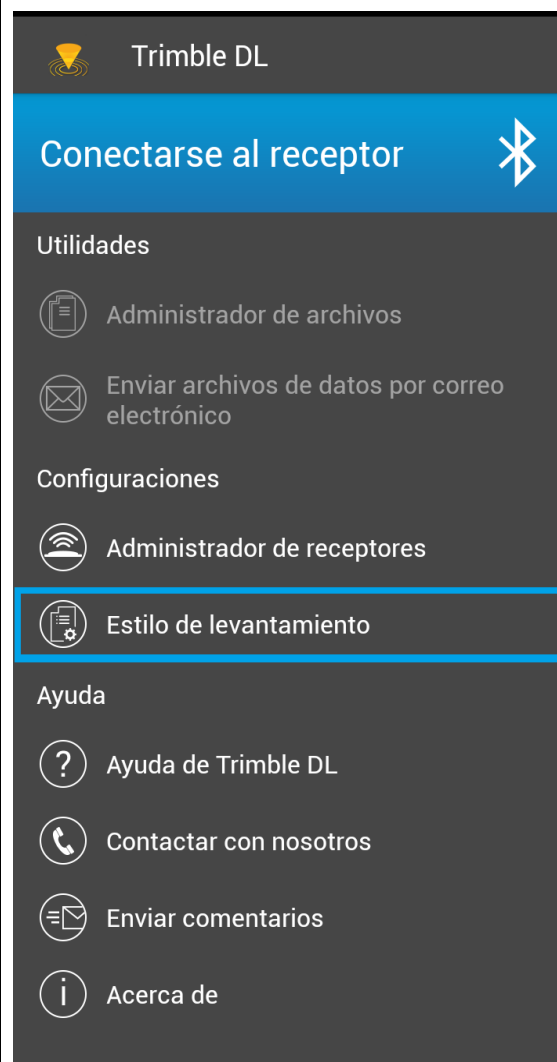 Trimble DL
Conectarse al receptor
Utilidades
Administrador de archivos
Enviar archivos de datos por correo
electrónico
Configuraciones
Administrador de receptores
Estilo de levantamiento
Ayuda
Ayuda de Trimble DL
Contactar con nosotros
Enviar comentarios
Acerca de